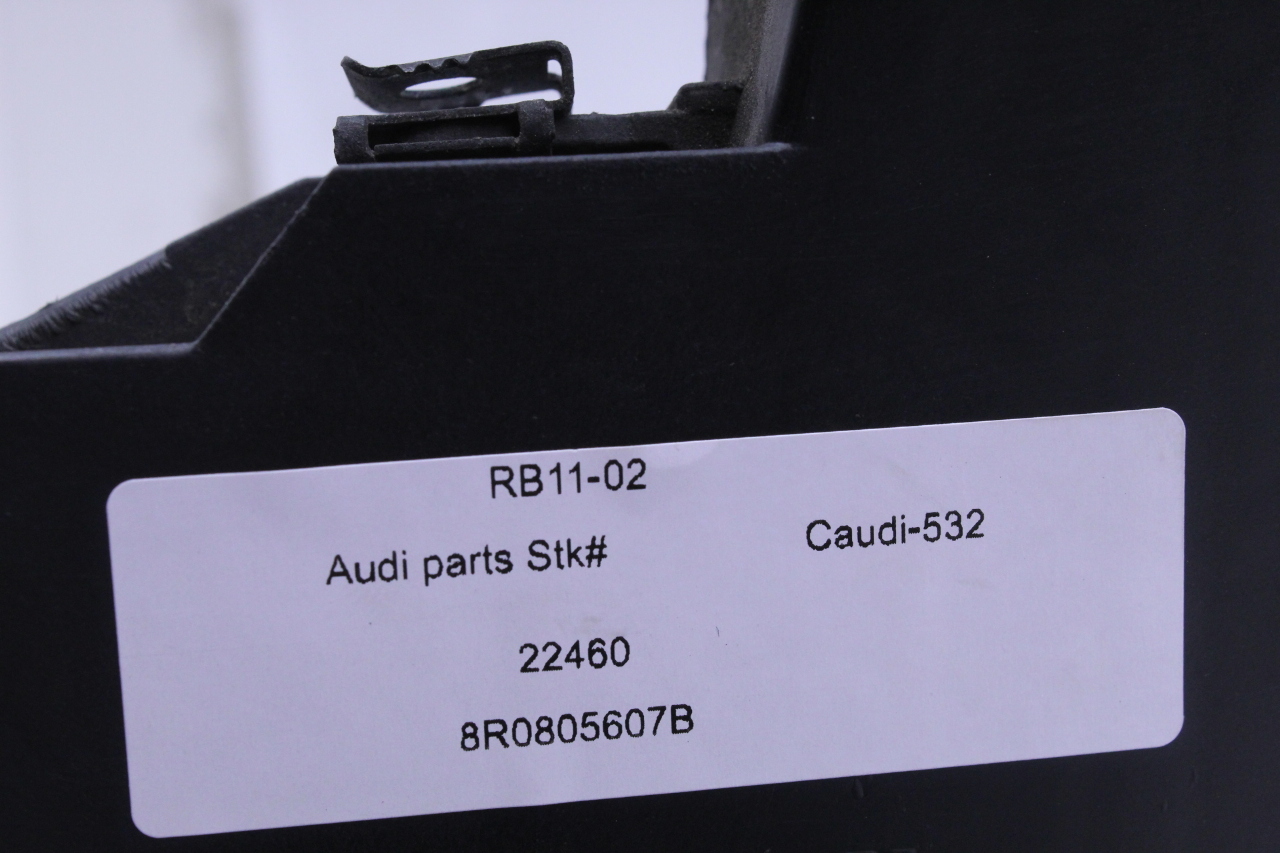 RB11-02
Audi parts Stk# Caudi-532
22460
8R0805607B